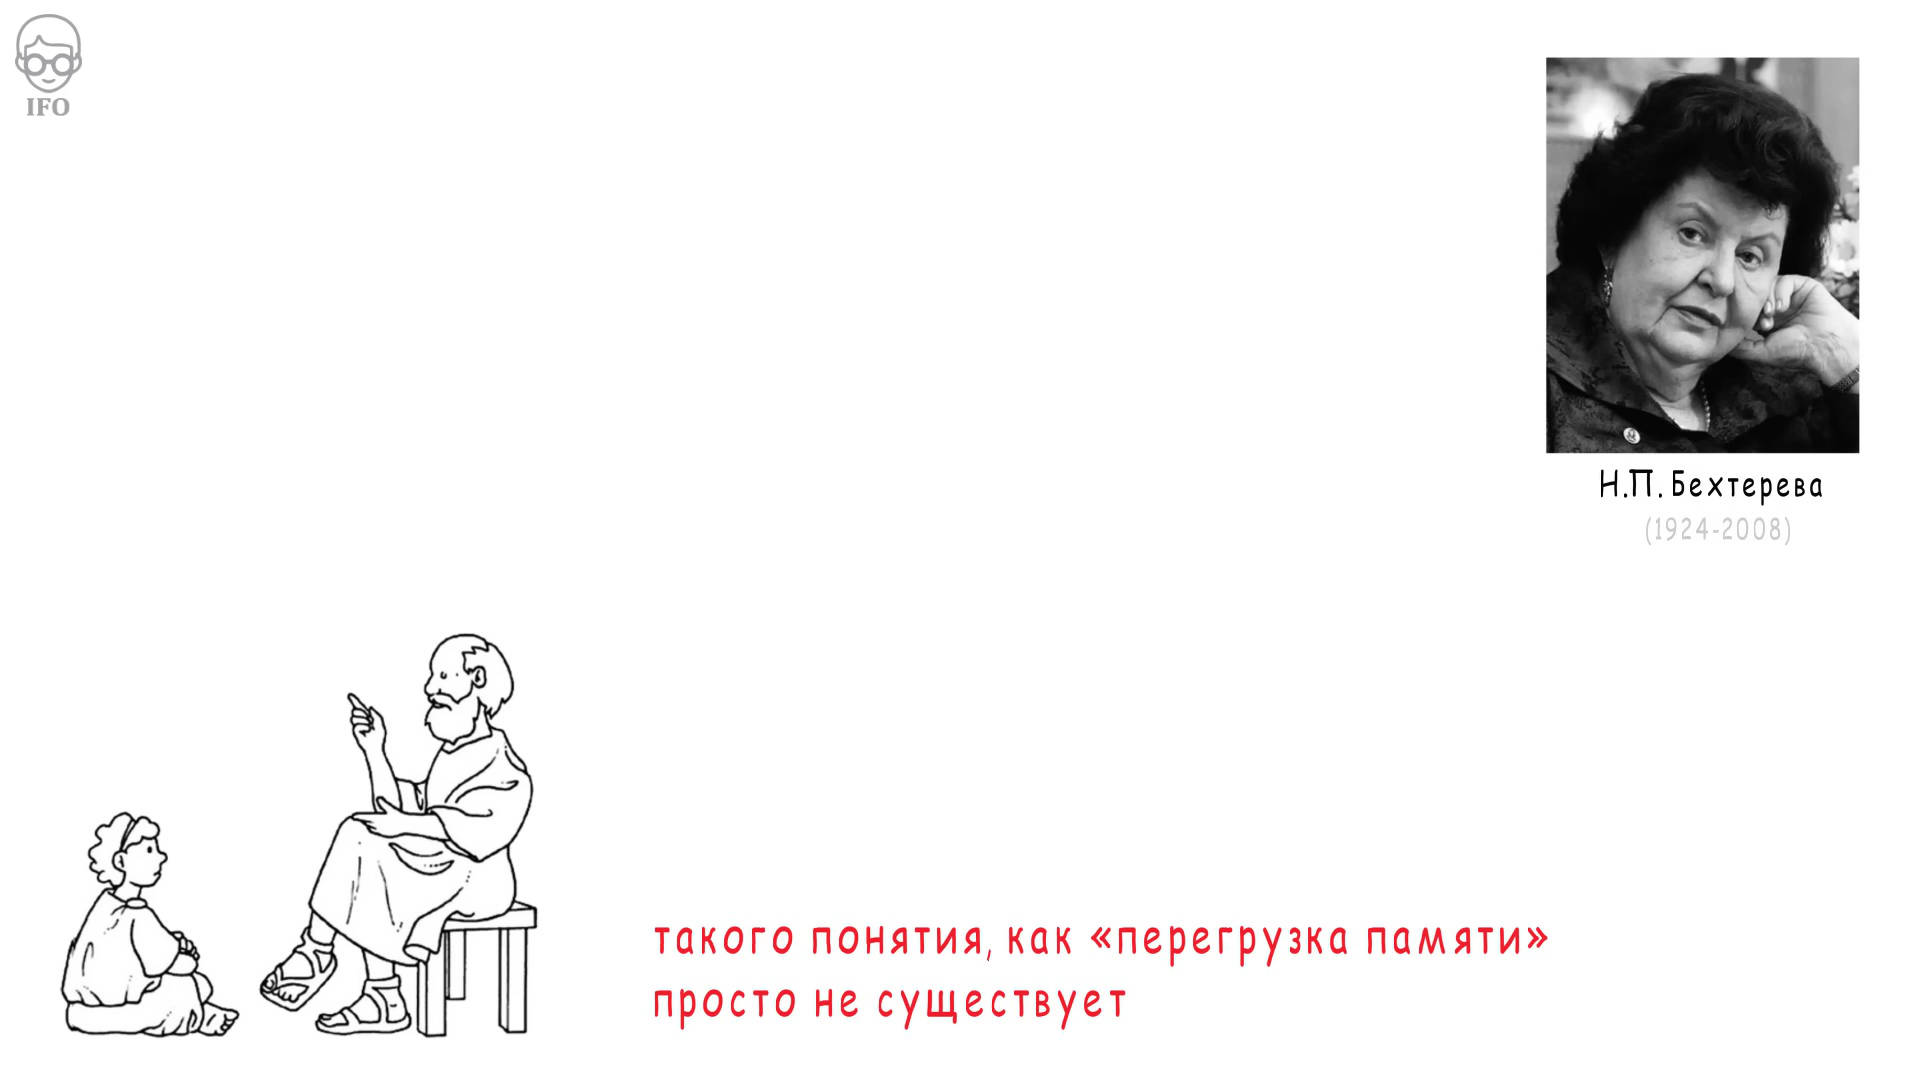 IFO
Н.П. Бехтерева
(1924-2008)
такого понятия, как «перегрузка памяти»
просто не существует